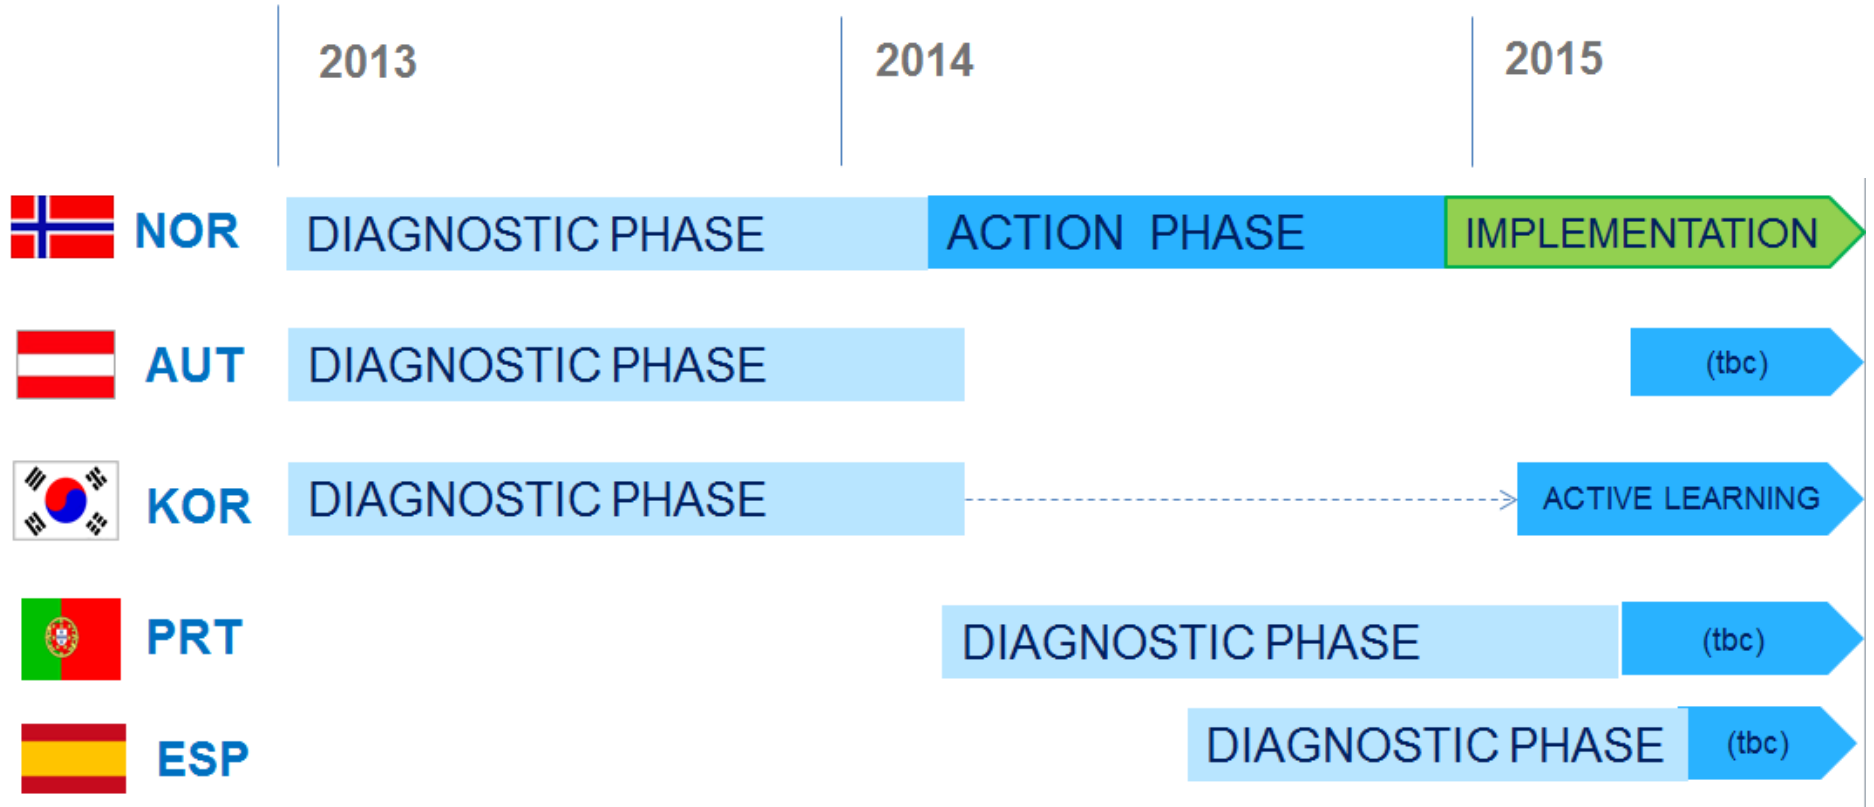 2013 2014 2015
NOR DIAGNOSTIC PHASE ACTION PHASE IMPLEMENTATION
AUT DIAGNOSTIC PHASE (tbc)
KOR DIAGNOSTIC PHASE ACTIVE LEARNING
PRT DIAGNOSTIC PHASE (tbc)
ESP DIAGNOSTIC PHASE (tbc)